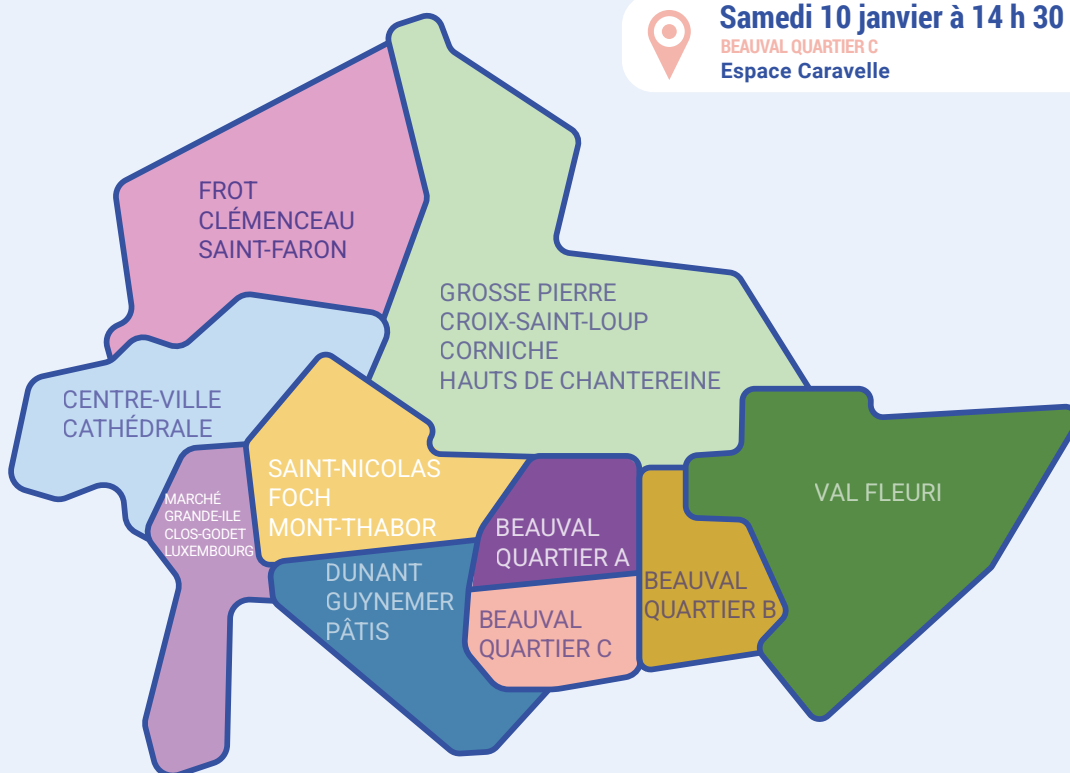 Samedi 10 janvier à 14 h 30
BEAUVAL QUARTIER C
Espace Caravelle
FROT
CLÉMENCEAU
SAINT-FARON
GROSSE PIERRE
CROIX-SAINT-LOUP
CORNICHE
HAUTS DE CHANTEREINE
CENTRE-VILLE
CATHÉDRALE
SAINT-NICOLAS
FOCH
MONT-THABOR
MARCHÉ
GRANDE-ILE
CLOS-GODET
LUXEMBOURG
VAL FLEURI
BEAUVAL
QUARTIER A
DUNANT
GUYNEMER
PÂTIS
BEAUVAL
QUARTIER B
BEAUVAL
QUARTIER C